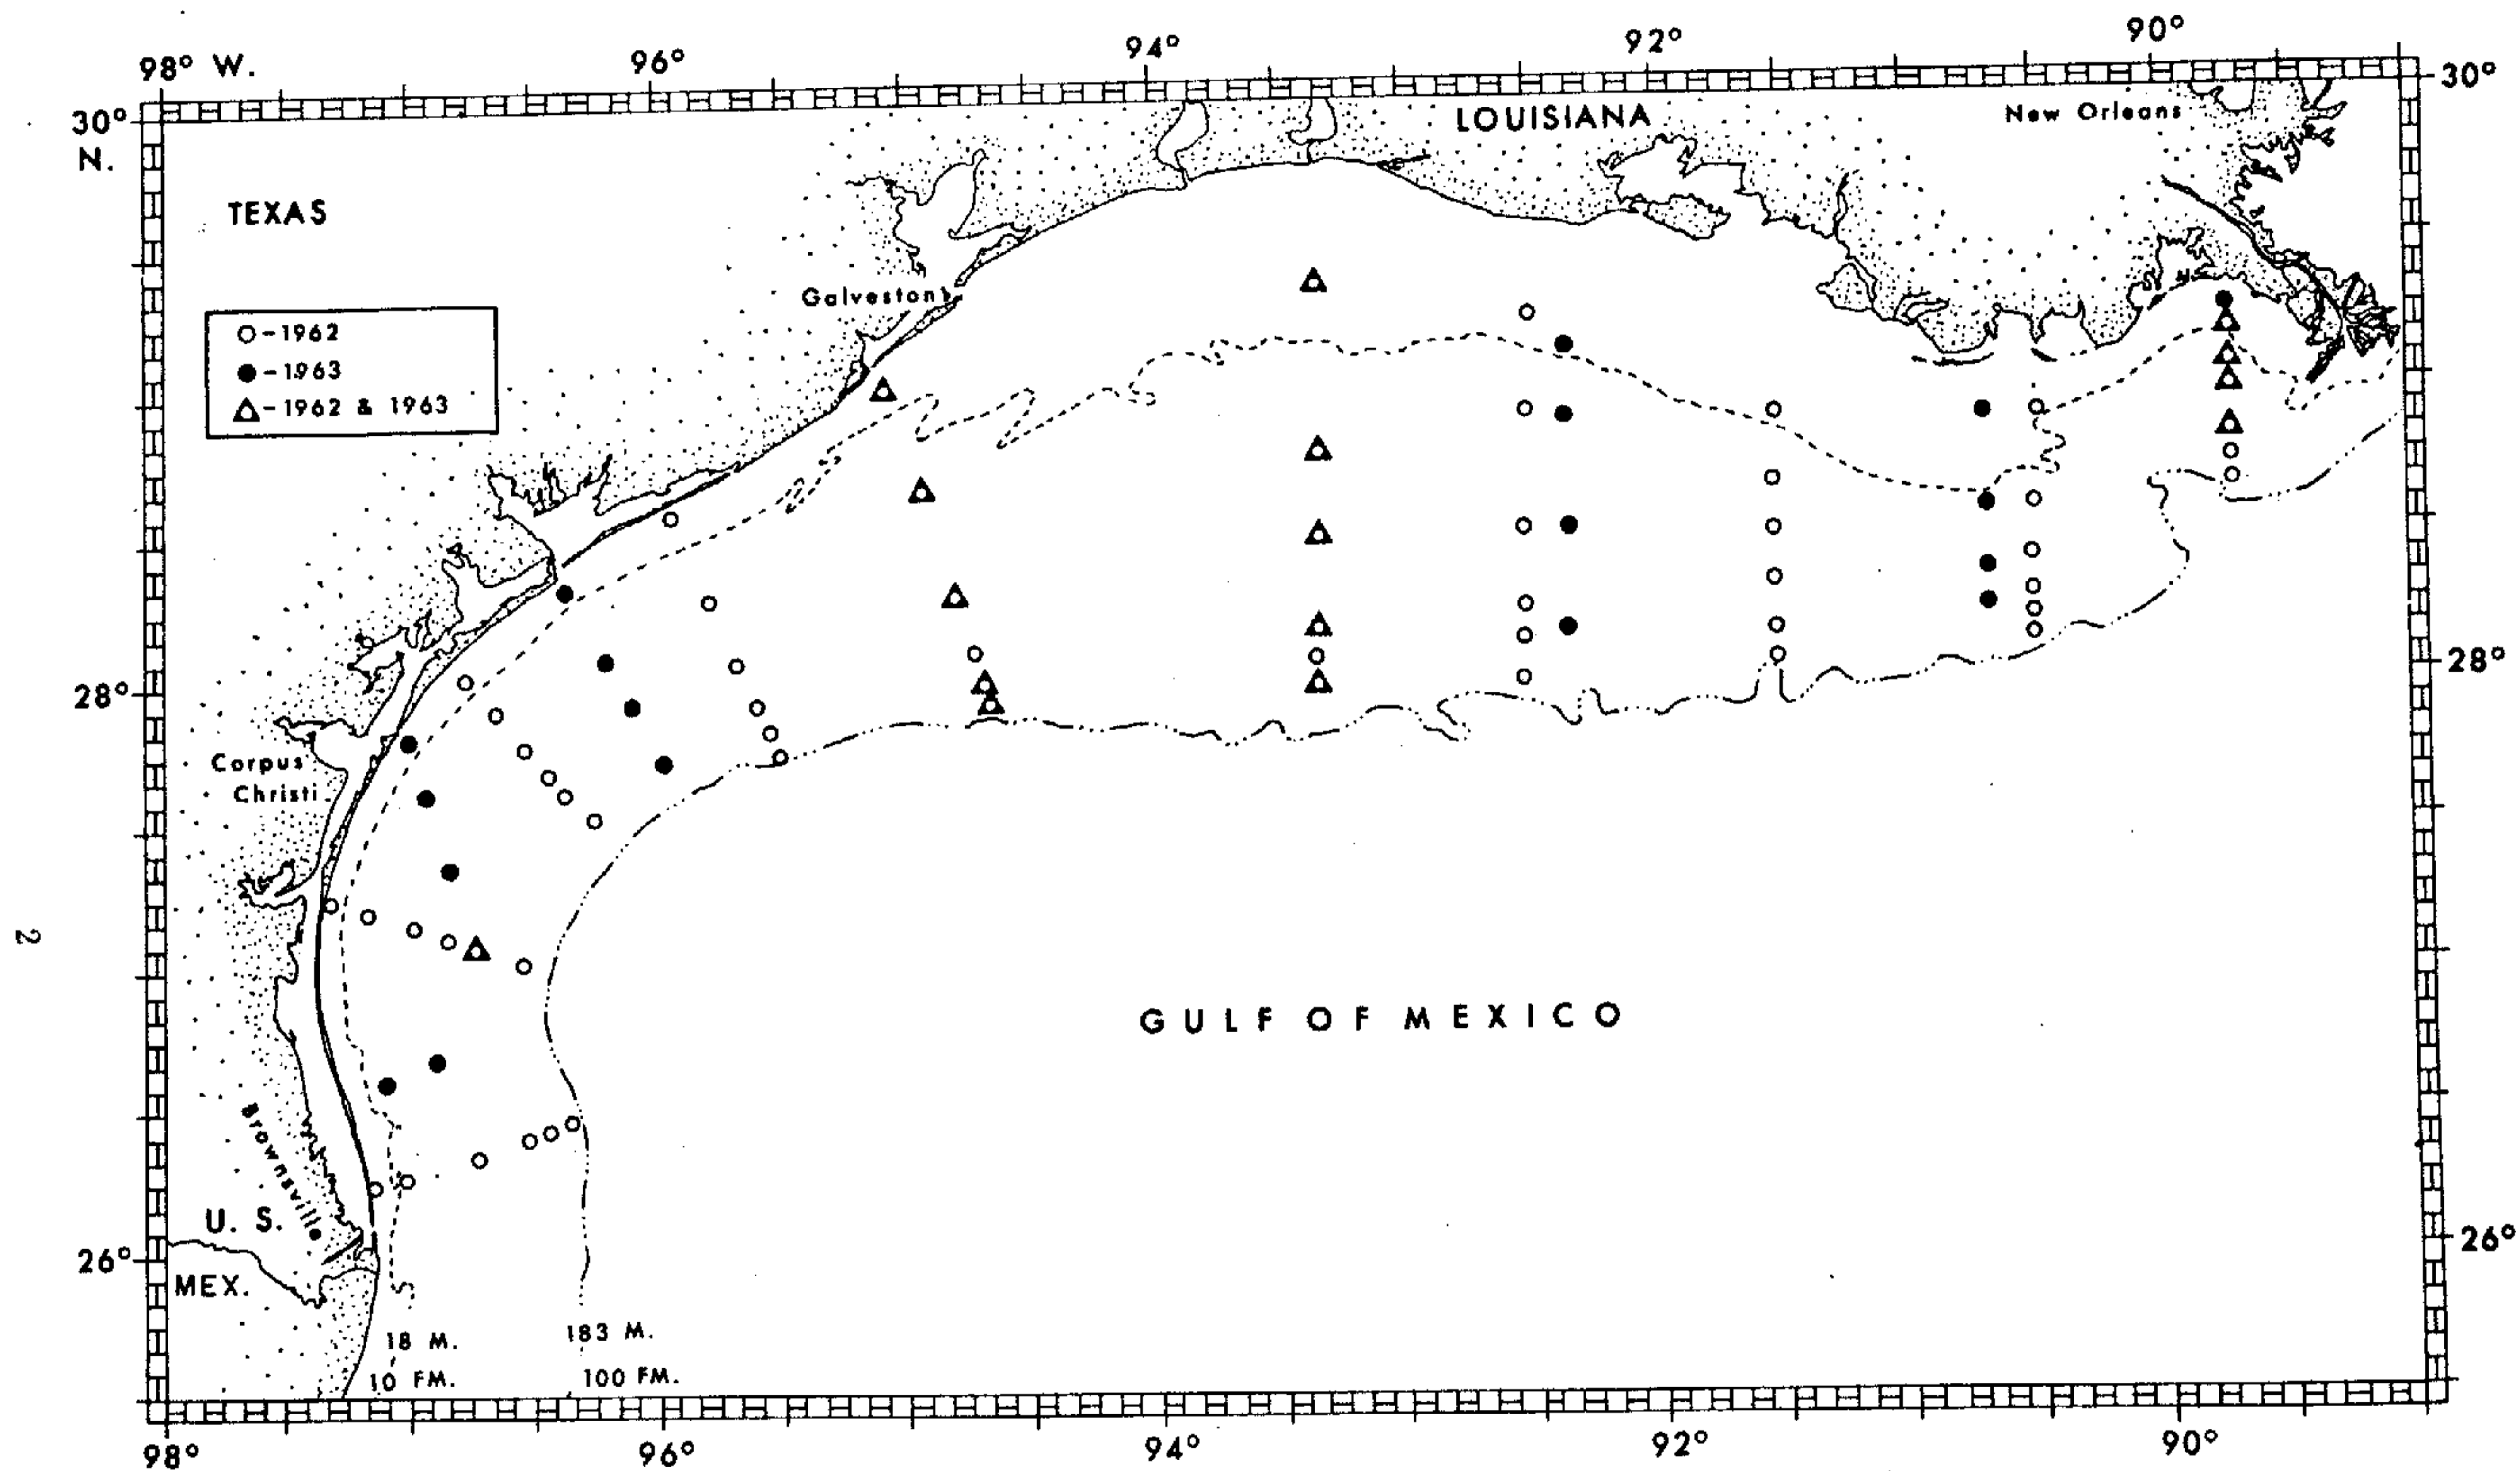 98° W.
96°
94°
92°
90°
30°
N.
30°
LOUISIANA
New Orleans
TEXAS
Galveston
O-1962
●-1963
△-1962 & 1963
28°
28°
Corpus
Christi
2
GULF OF MEXICO
Brownsville
U. S.
26°
26°
MEX.
18 M.
183 M.
10 FM.
100 FM.
98°
96°
94°
92°
90°